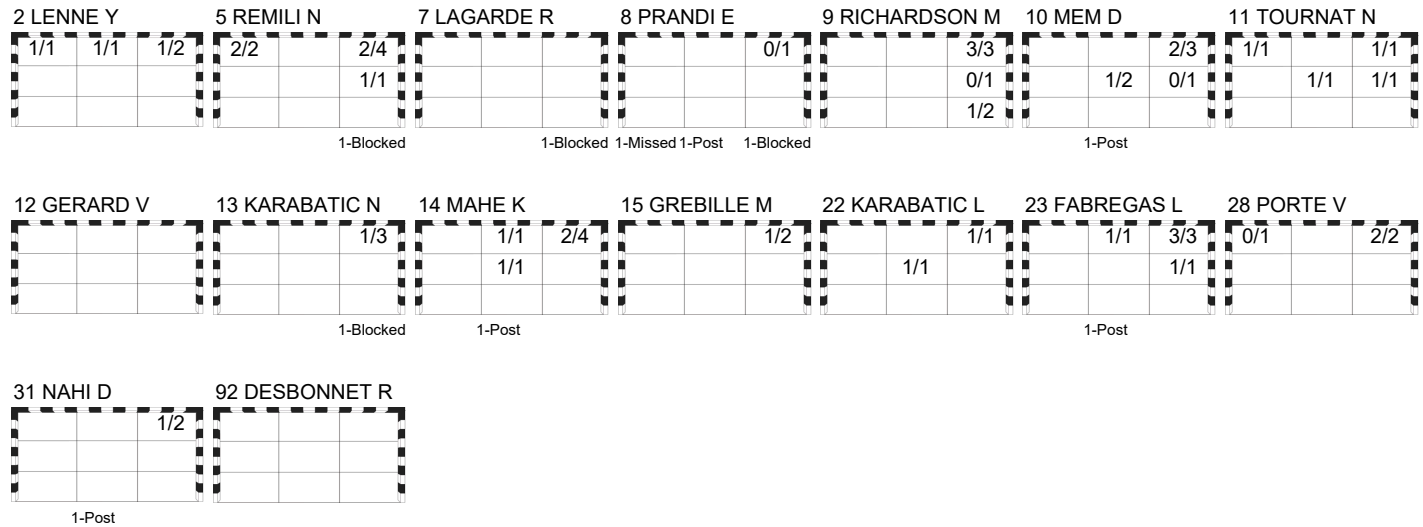 2 LENNE Y 5 REMILI N 7 LAGARDE R 8 PRANDI E 9 RICHARDSON M 10 MEM D 11 TOURNAT N
1/1 1/1 1/2 2/2 2/4 0/1 3/3 2/3 1/1 1/1
1/1 0/1 1/2 0/1 1/1 1/1
1/2
1-Blocked 1-Blocked 1-Missed 1-Post 1-Blocked 1-Post
12 GERARD V 13 KARABATIC N 14 MAHE K 15 GREBILLE M 22 KARABATIC L 23 FABREGAS L 28 PORTE V
1/3 1/1 2/4 1/2 1/1 1/1 3/3 0/1 2/2
1/1 1/1 1/1
1-Blocked 1-Post 1-Post
31 NAHI D 92 DESBONNET R
1/2
1-Post